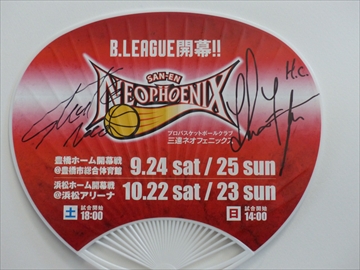 B.LEAGUE開幕!!
SAN-EN
NEOPHOENIX
プロバスケットボールクラブ
三遠ネオフェニックス
豊橋ホーム開幕戦
@豊橋市総合体育館
9.24 sat / 25 sun
浜松ホーム開幕戦
@浜松アリーナ
10.22 sat / 23 sun
土 試合開始 18:00
日 試合開始 14:00
H.C.